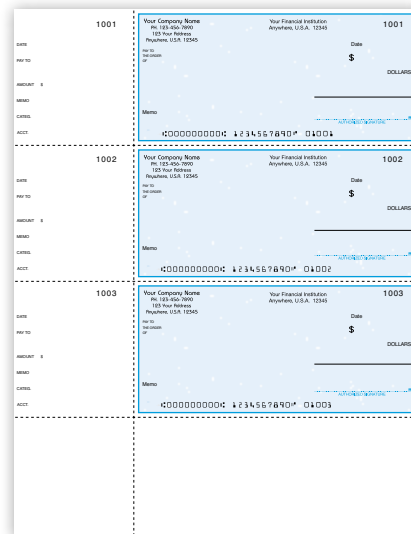 1001
DATE
PAY TO
AMOUNT $
MEMO
CATEG.
ACCT.
Your Company Name
PH. 123-456-7890
123 Your Address
Anywhere, U.S.A. 12345
Your Financial Institution
Anywhere, U.S.A. 12345
1001
PAY TO
THE ORDER
OF
Date
$
DOLLARS
Memo
AUTHORIZED SIGNATURE
⑆000000000⑆ 1234567890⑈ 01001
1002
DATE
PAY TO
AMOUNT $
MEMO
CATEG.
ACCT.
Your Company Name
PH. 123-456-7890
123 Your Address
Anywhere, U.S.A. 12345
Your Financial Institution
Anywhere, U.S.A. 12345
1002
PAY TO
THE ORDER
OF
Date
$
DOLLARS
Memo
AUTHORIZED SIGNATURE
⑆000000000⑆ 1234567890⑈ 01002
1003
DATE
PAY TO
AMOUNT $
MEMO
CATEG.
ACCT.
Your Company Name
PH. 123-456-7890
123 Your Address
Anywhere, U.S.A. 12345
Your Financial Institution
Anywhere, U.S.A. 12345
1003
PAY TO
THE ORDER
OF
Date
$
DOLLARS
Memo
AUTHORIZED SIGNATURE
⑆000000000⑆ 1234567890⑈ 01003